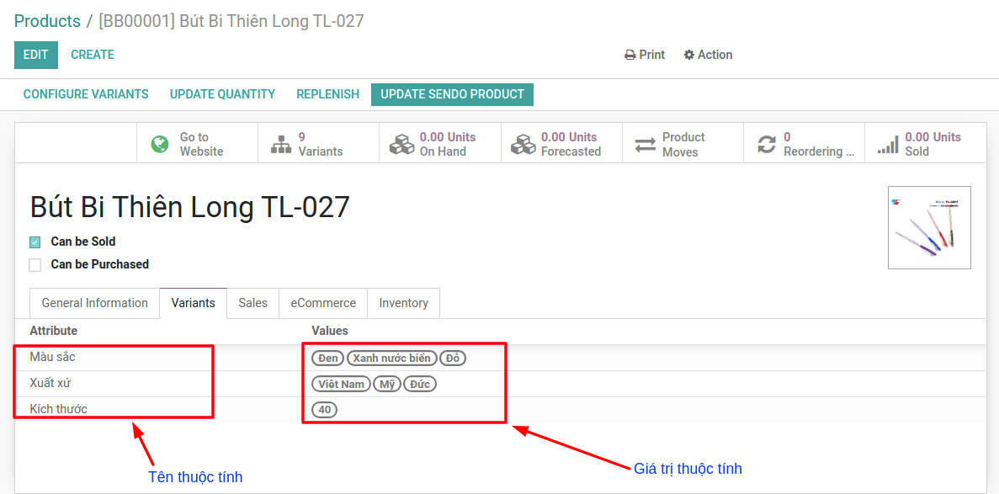 Products / [BB00001] Bút Bi Thiên Long TL-027
EDIT CREATE Print Action
CONFIGURE VARIANTS UPDATE QUANTITY REPLENISH UPDATE SENDO PRODUCT
Go to Website
9 Variants
0.00 Units On Hand
0.00 Units Forecasted
Product Moves
0 Reordering ...
0.00 Units Sold
Bút Bi Thiên Long TL-027
Can be Sold
Can be Purchased
General Information Variants Sales eCommerce Inventory
Attribute Values
Màu sắc Đen Xanh nước biển Đỏ
Xuất xứ Việt Nam Mỹ Đức
Kích thước 40
Tên thuộc tính
Giá trị thuộc tính